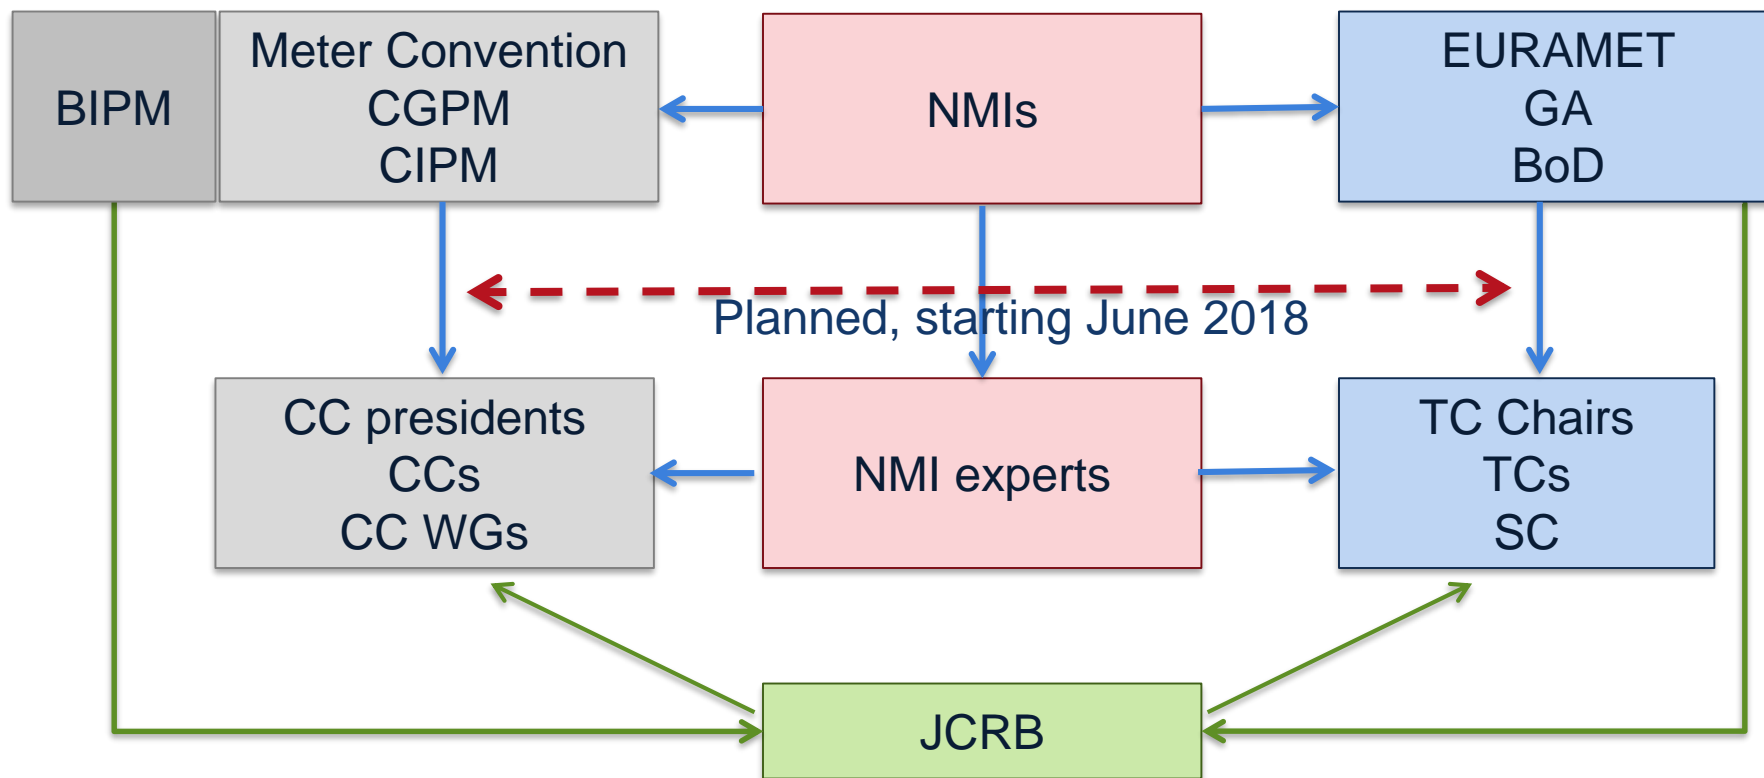 BIPM
Meter Convention
CGPM
CIPM
NMIs
EURAMET
GA
BoD
Planned, starting June 2018
CC presidents
CCs
CC WGs
NMI experts
TC Chairs
TCs
SC
JCRB